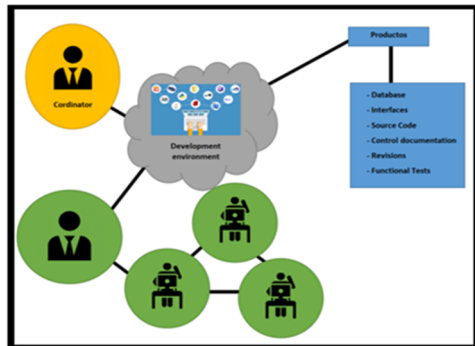 Productos
Cordinator
Development
environment
- Database
- Interfaces
- Source Code
- Control documentation
- Revisions
- Functional Tests